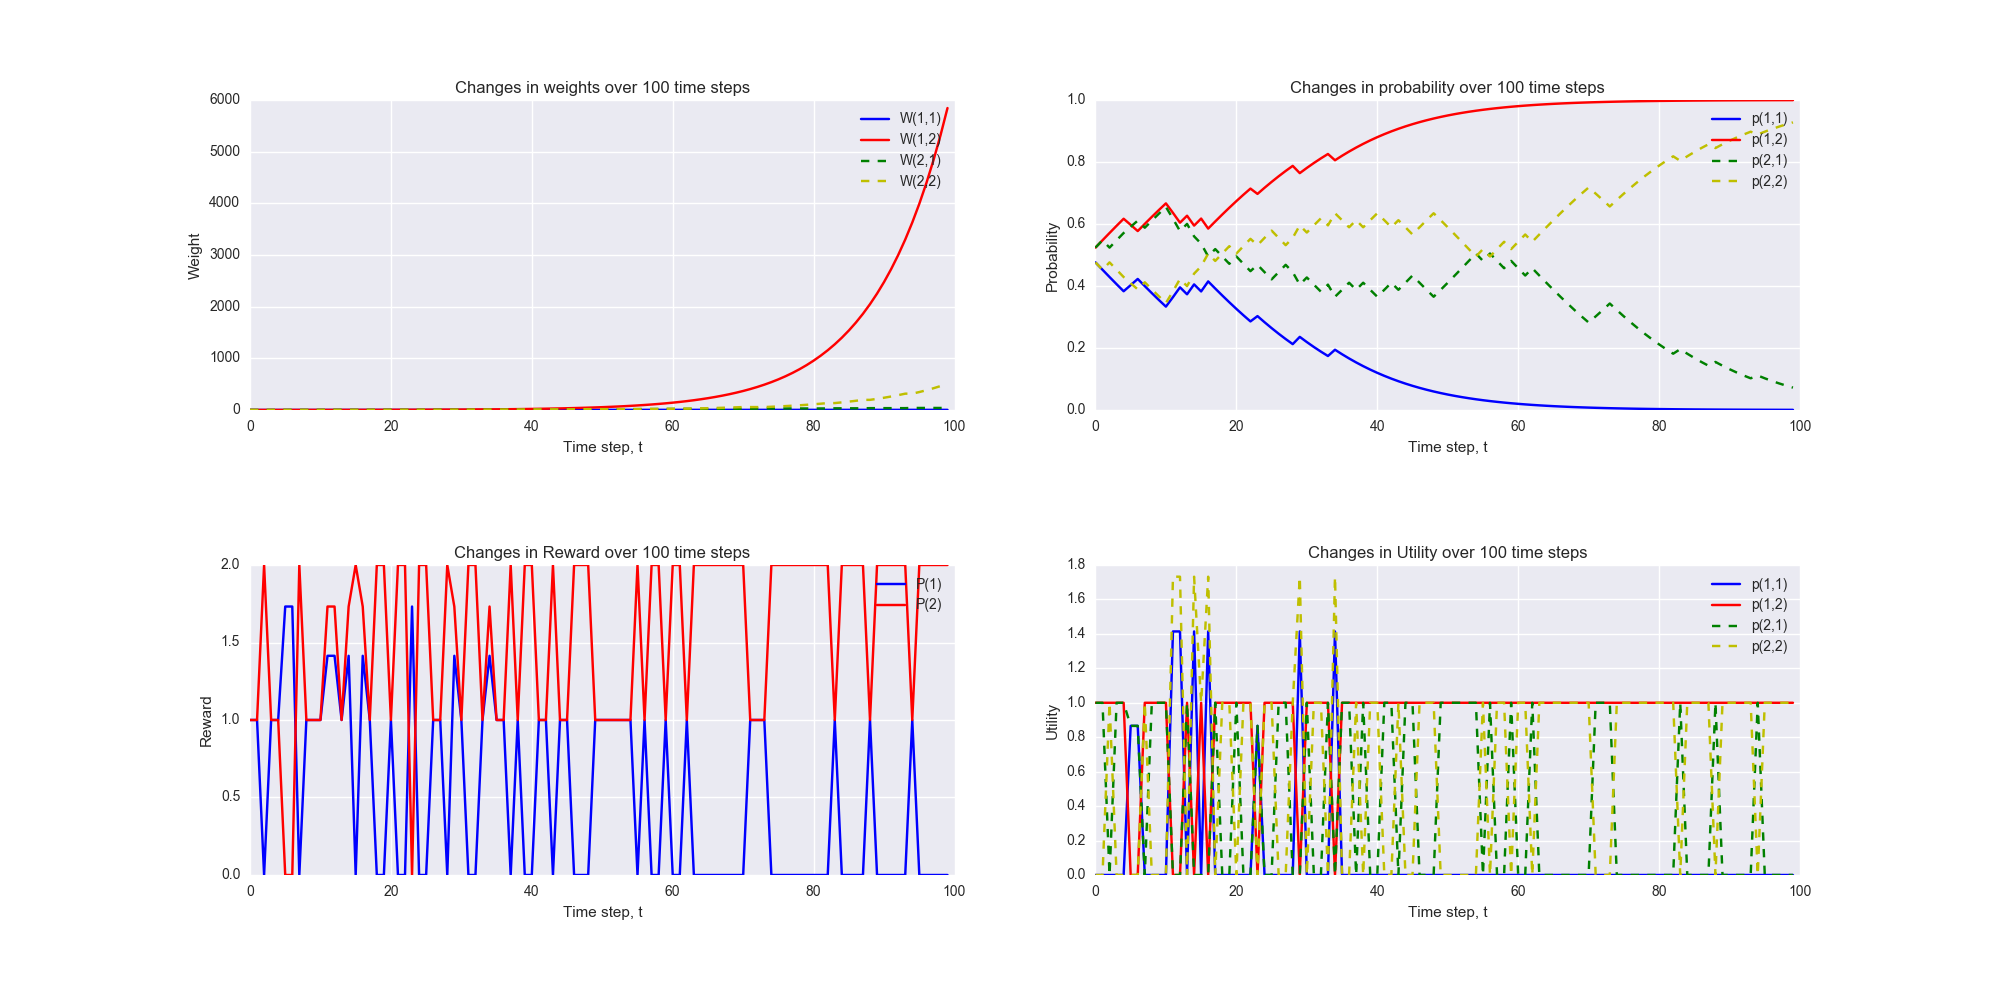 Changes in weights over 100 time steps
6000
5000
4000
3000
2000
1000
0
Weight
0 20 40 60 80 100
Time step, t
W(1,1)
W(1,2)
W(2,1)
W(2,2)
Changes in probability over 100 time steps
1.0
0.8
0.6
0.4
0.2
0.0
Probability
0 20 40 60 80 100
Time step, t
p(1,1)
p(1,2)
p(2,1)
p(2,2)
Changes in Reward over 100 time steps
2.0
1.5
1.0
0.5
0.0
Reward
0 20 40 60 80 100
Time step, t
P(1)
P(2)
Changes in Utility over 100 time steps
1.8
1.6
1.4
1.2
1.0
0.8
0.6
0.4
0.2
0.0
Utility
0 20 40 60 80 100
Time step, t
p(1,1)
p(1,2)
p(2,1)
p(2,2)